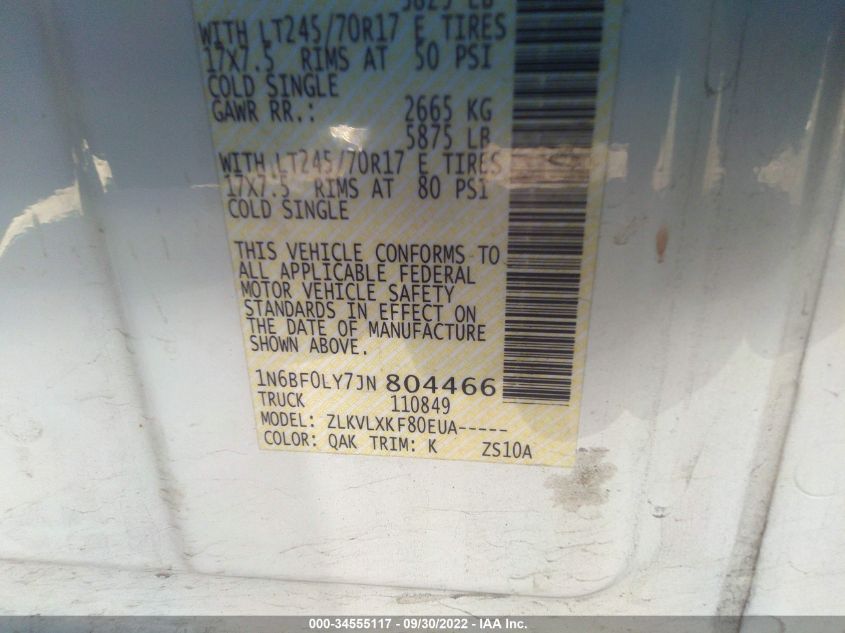 5825 LB
WITH LT245/70R17 E TIRES
17X7.5 RIMS AT 50 PSI
COLD SINGLE
GAWR RR.: 2665 KG
5875 LB
WITH LT245/70R17 E TIRES
17X7.5 RIMS AT 80 PSI
COLD SINGLE
THIS VEHICLE CONFORMS TO
ALL APPLICABLE FEDERAL
MOTOR VEHICLE SAFETY
STANDARDS IN EFFECT ON
THE DATE OF MANUFACTURE
SHOWN ABOVE.
1N6BF0LY7JN 804466
TRUCK 110849
MODEL: ZLKVLXKF80EUA-----
COLOR: QAK TRIM: K ZS10A
000-34555117 - 09/30/2022 - IAA Inc.